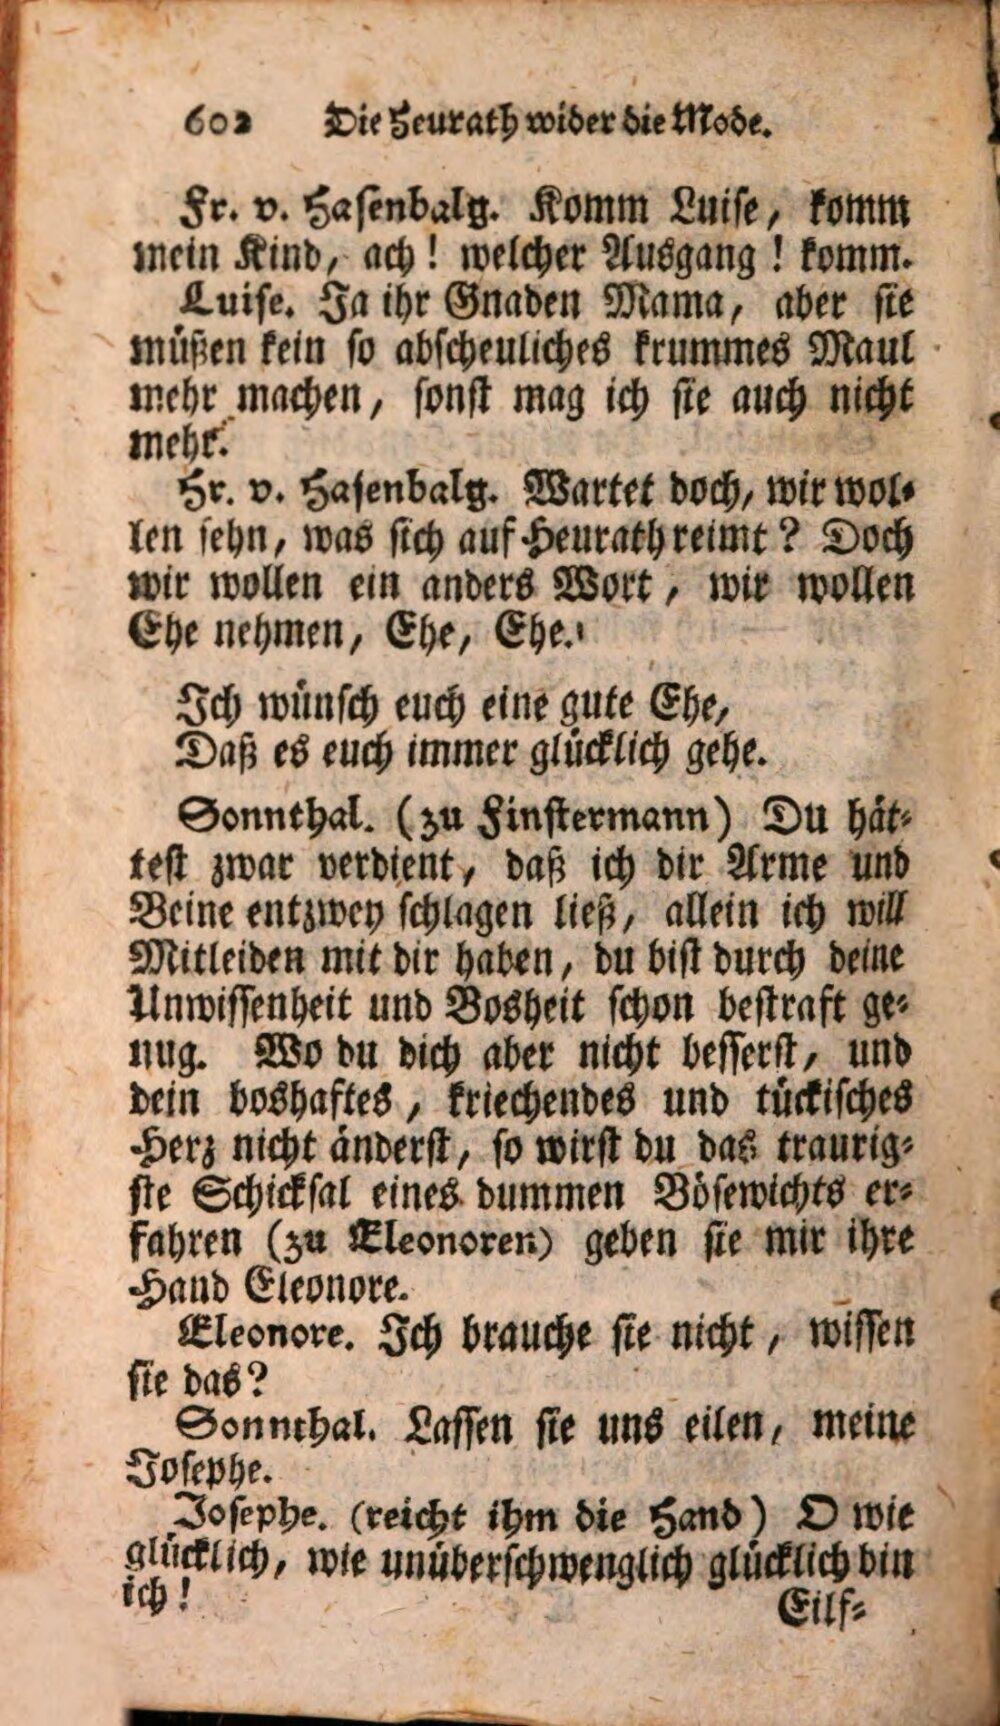 602 Die Heurath wider die Mode.
Fr. v. Hasenbalg. Komm Luise, komm
mein Kind, ach! welcher Ausgang! komm.
Luise. Ja ihr Gnaden Mama, aber sie
müßen kein so abscheuliches krummes Maul
mehr machen, sonst mag ich sie auch nicht
mehr.
Hr. v. Hasenbalg. Wartet doch, wir wol-
len sehn, was sich auf Heurath reimt? Doch
wir wollen ein anders Wort, wir wollen
Ehe nehmen, Ehe, Ehe.
Ich wünsch euch eine gute Ehe,
Daß es euch immer glücklich gehe.
Sonnthal. (zu Finstermann) Du hät-
test zwar verdient, daß ich dir Arme und
Beine entzwey schlagen ließ, allein ich will
Mitleiden mit dir haben, du bist durch deine
Unwissenheit und Bosheit schon bestraft ge-
nug. Wo du dich aber nicht besserst, und
dein boshaftes, kriechendes und tückisches
Herz nicht änderst, so wirst du das traurig-
ste Schicksal eines dummen Bösewichts er-
fahren (zu Eleonoren) geben sie mir ihre
Hand Eleonore.
Eleonore. Ich brauche sie nicht, wissen
sie das?
Sonnthal. Lassen sie uns eilen, meine
Josephe.
Josephe. (reicht ihm die Hand) O wie
glücklich, wie unüberschwenglich glücklich bin
ich!
Eilf-